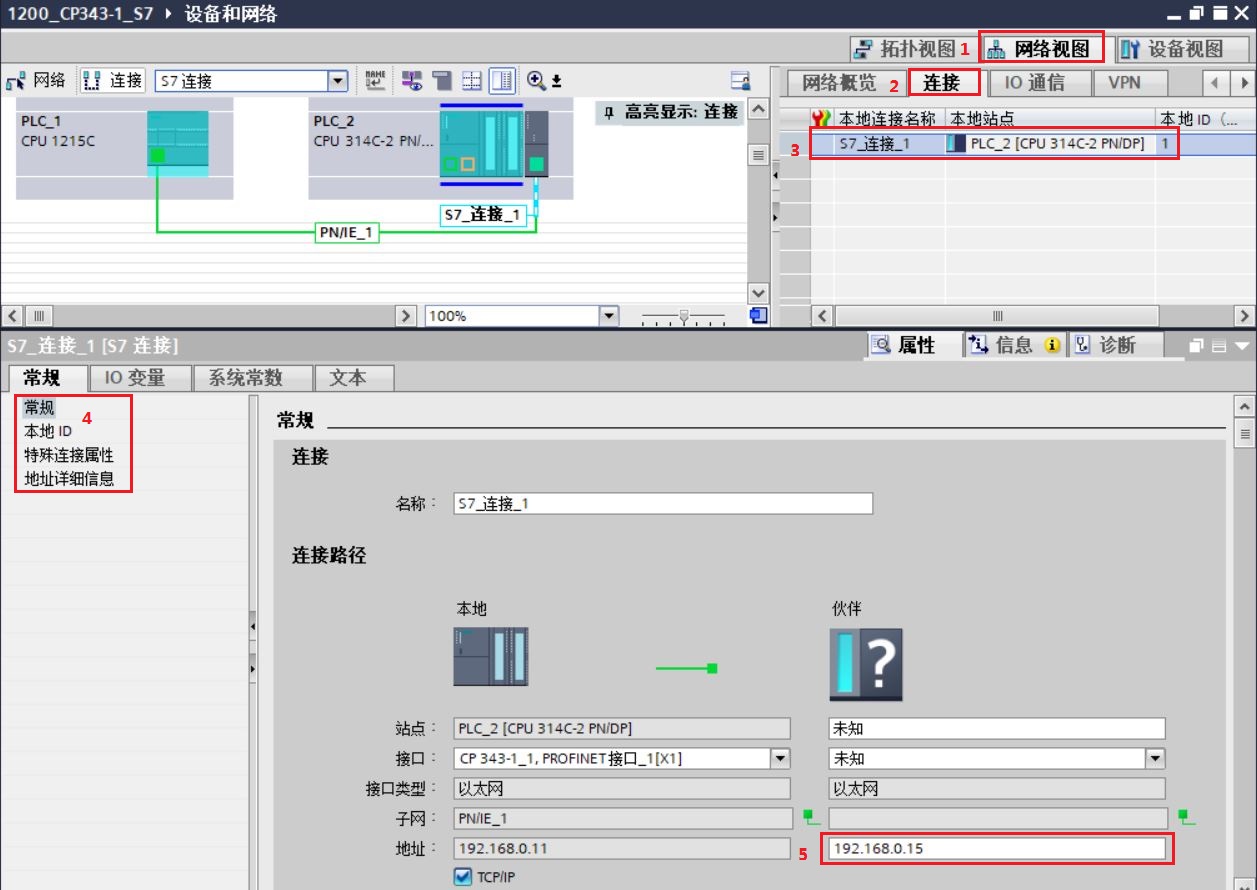 1200_CP343-1_S7 ▸ 设备和网络
拓扑视图 1 网络视图 设备视图
网络 连接 S7 连接
网络概览 2 连接 IO 通信 VPN
PLC_1
CPU 1215C
PLC_2
CPU 314C-2 PN/...
高亮显示: 连接
S7_连接_1
PN/IE_1
100%
本地连接名称 本地站点 本地 ID（...
3 S7_连接_1 PLC_2 [CPU 314C-2 PN/DP] 1
S7_连接_1 [S7 连接]
属性 信息 诊断
常规 IO 变量 系统常数 文本
常规 4
本地 ID
特殊连接属性
地址详细信息
常规
连接
名称： S7_连接_1
连接路径
本地 伙伴
?
站点： PLC_2 [CPU 314C-2 PN/DP] 未知
接口： CP 343-1_1, PROFINET接口_1[X1] 未知
接口类型： 以太网 以太网
子网： PN/IE_1
地址： 192.168.0.11 5 192.168.0.15
TCP/IP